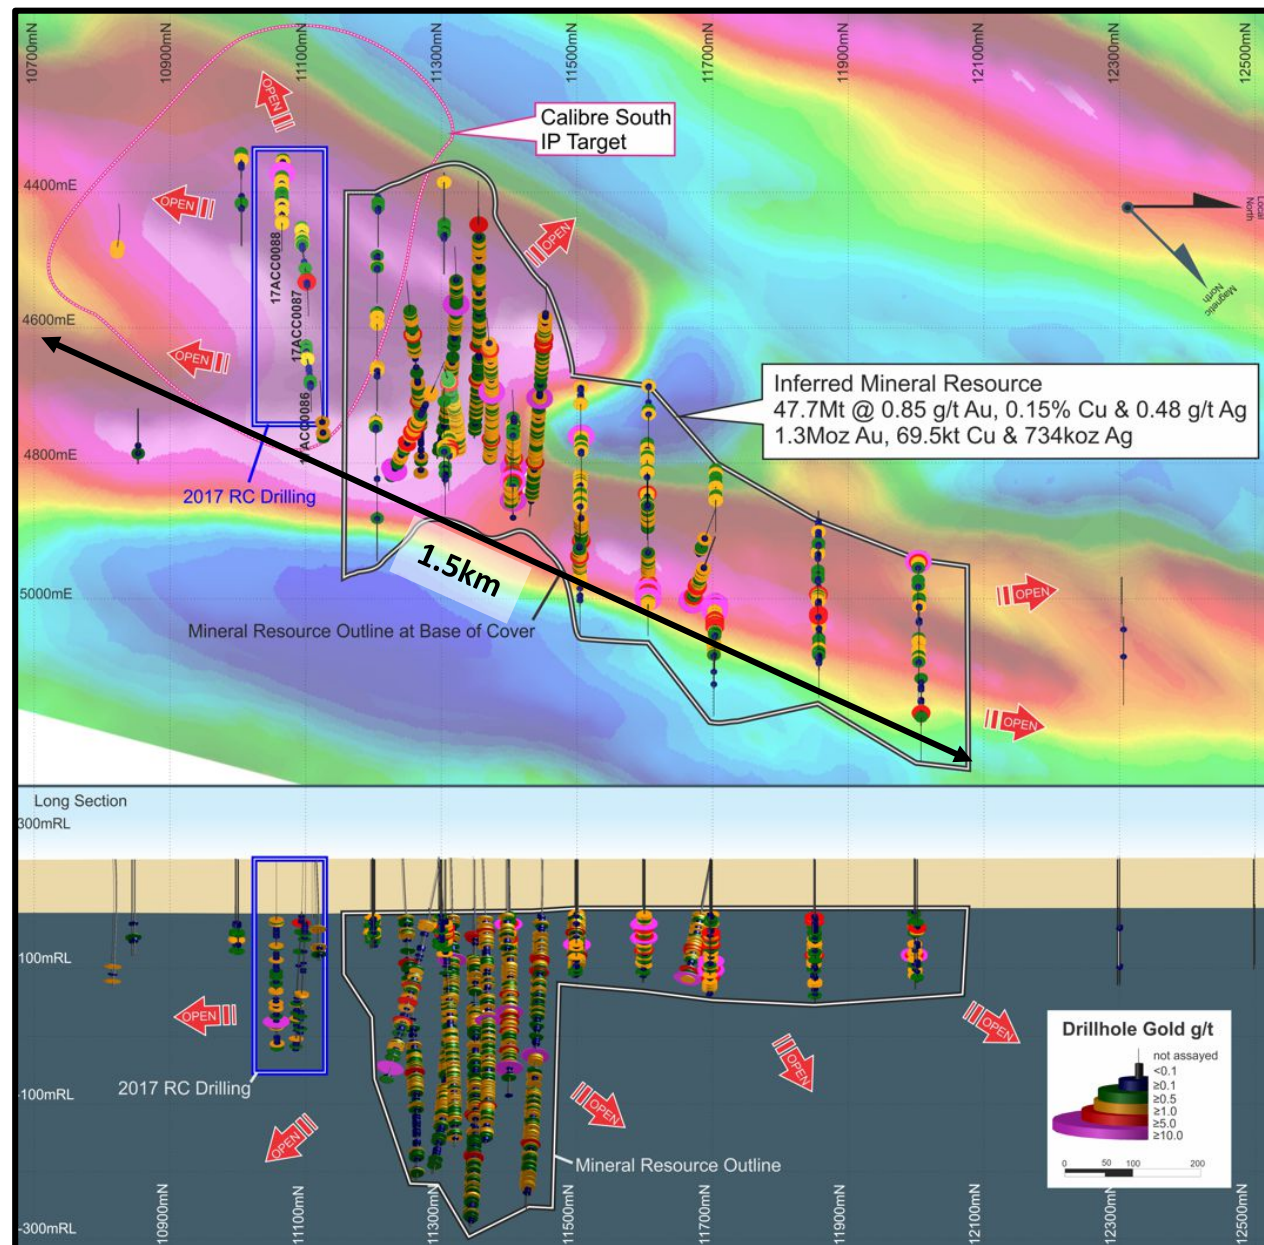 10700mN
10900mN
11100mN
11300mN
11500mN
11700mN
11900mN
12100mN
12300mN
12500mN
OPEN
Calibre South
IP Target
4400mE
OPEN
OPEN
Local
North
Magnetic
North
17ACC0088
17ACC0087
17ACC0086
4600mE
OPEN
Inferred Mineral Resource
47.7Mt @ 0.85 g/t Au, 0.15% Cu & 0.48 g/t Ag
1.3Moz Au, 69.5kt Cu & 734koz Ag
4800mE
2017 RC Drilling
1.5km
5000mE
OPEN
Mineral Resource Outline at Base of Cover
OPEN
Long Section
300mRL
100mRL
OPEN
OPEN
OPEN
Drillhole Gold g/t
not assayed
<0.1
≥0.1
≥0.5
≥1.0
≥5.0
≥10.0
0 50 100 200
2017 RC Drilling
-100mRL
OPEN
OPEN
Mineral Resource Outline
-300mRL
10900mN
11100mN
11300mN
11500mN
11700mN
11900mN
12100mN
12300mN
12500mN